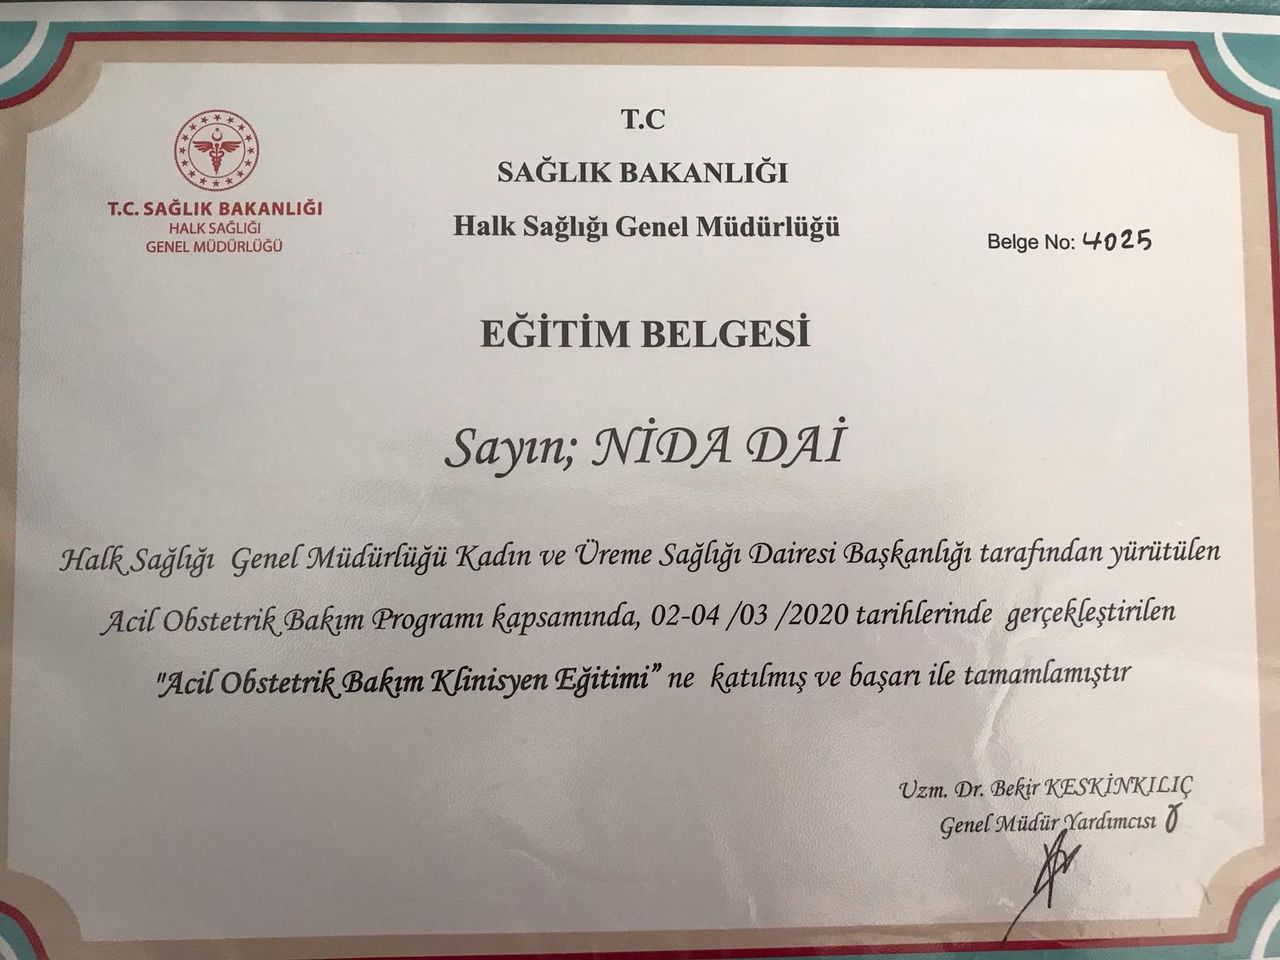 T.C
SAĞLIK BAKANLIĞI
Halk Sağlığı Genel Müdürlüğü
T.C. SAĞLIK BAKANLIĞI
HALK SAĞLIĞI
GENEL MÜDÜRLÜĞÜ
Belge No: 4025
EĞİTİM BELGESİ
Sayın; NİDA DAİ
Halk Sağlığı Genel Müdürlüğü Kadın ve Üreme Sağlığı Dairesi Başkanlığı tarafından yürütülen
Acil Obstetrik Bakım Programı kapsamında, 02-04 /03 /2020 tarihlerinde gerçekleştirilen
"Acil Obstetrik Bakım Klinisyen Eğitimi” ne katılmış ve başarı ile tamamlamıştır
Uzm. Dr. Bekir KESKİNKILIÇ
Genel Müdür Yardımcısı